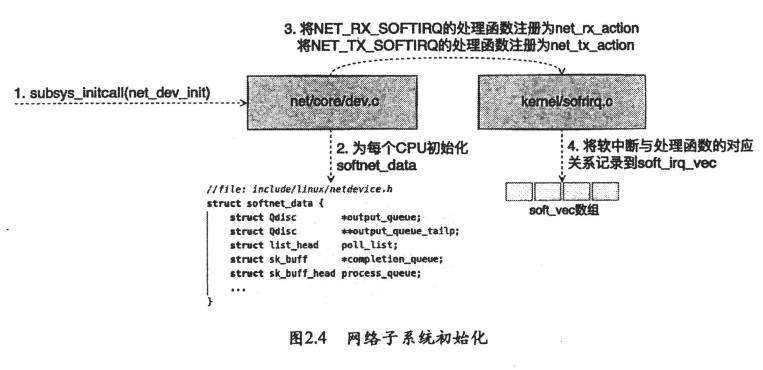 3. 将NET_RX_SOFTIRQ的处理函数注册为net_rx_action
将NET_TX_SOFTIRQ的处理函数注册为net_tx_action
1. subsys_initcall(net_dev_init)
net/core/dev.c
kernel/sofrirq.c
2. 为每个CPU初始化
softnet_data
4. 将软中断与处理函数的对应
关系记录到soft_irq_vec
//file: include/linux/netdevice.h
struct softnet_data {
struct Qdisc *output_queue;
struct Qdisc **output_queue_tailp;
struct list_head poll_list;
struct sk_buff *completion_queue;
struct sk_buff_head process_queue;
...
}
soft_vec数组
图2.4 网络子系统初始化